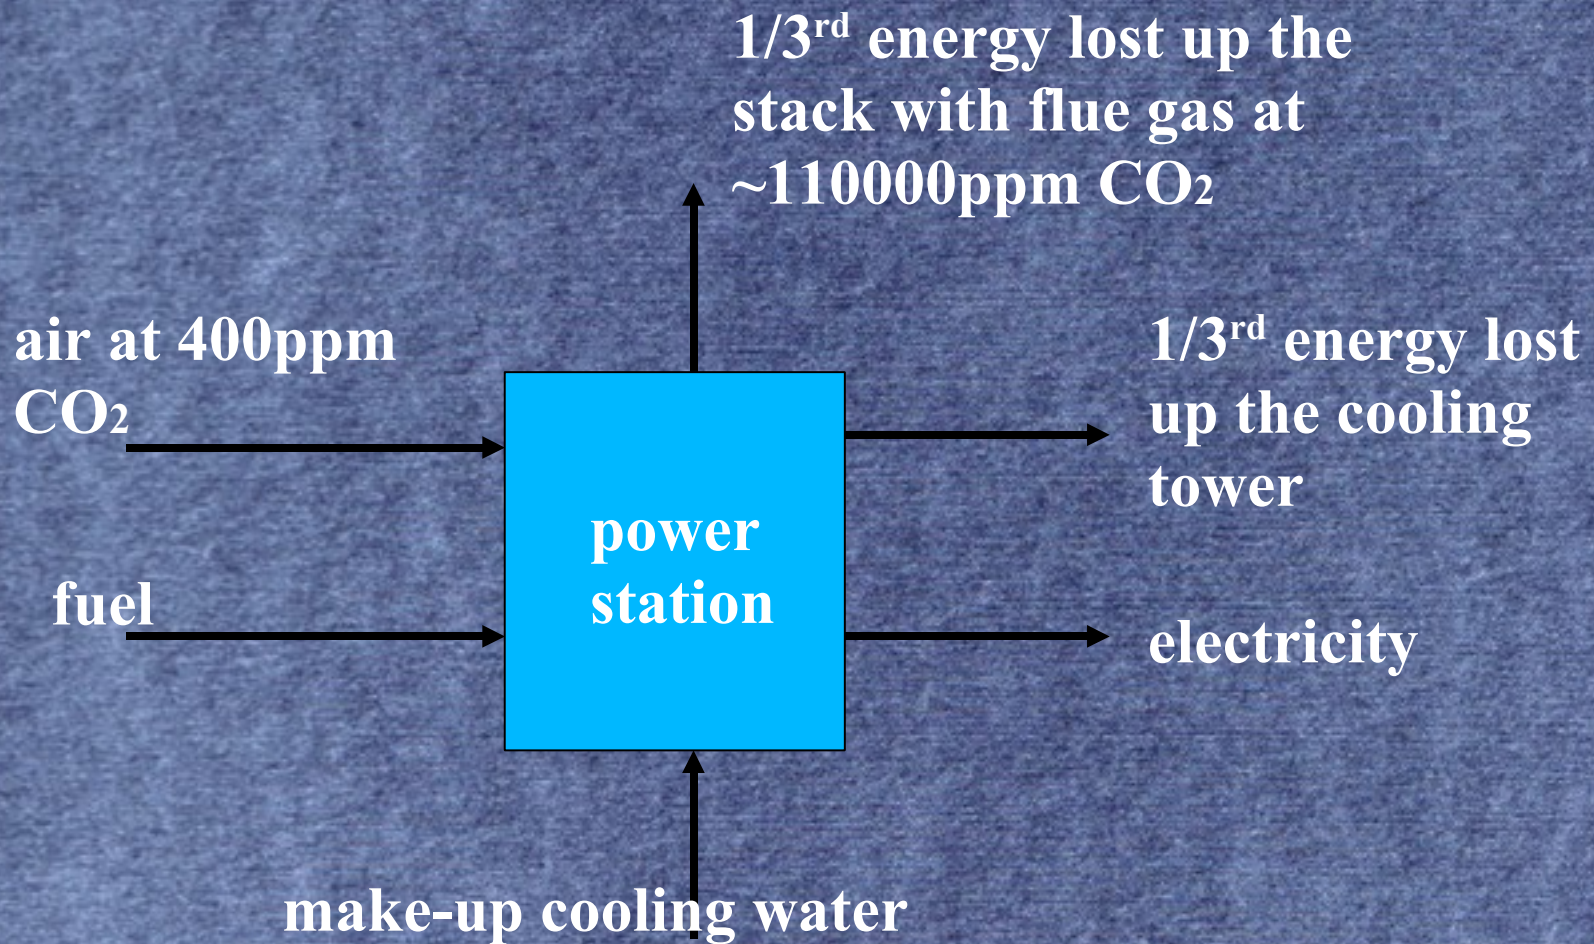 1/3rd energy lost up the
stack with flue gas at
~110000ppm CO2
air at 400ppm
CO2
1/3rd energy lost
up the cooling
tower
power
station
fuel
electricity
make-up cooling water